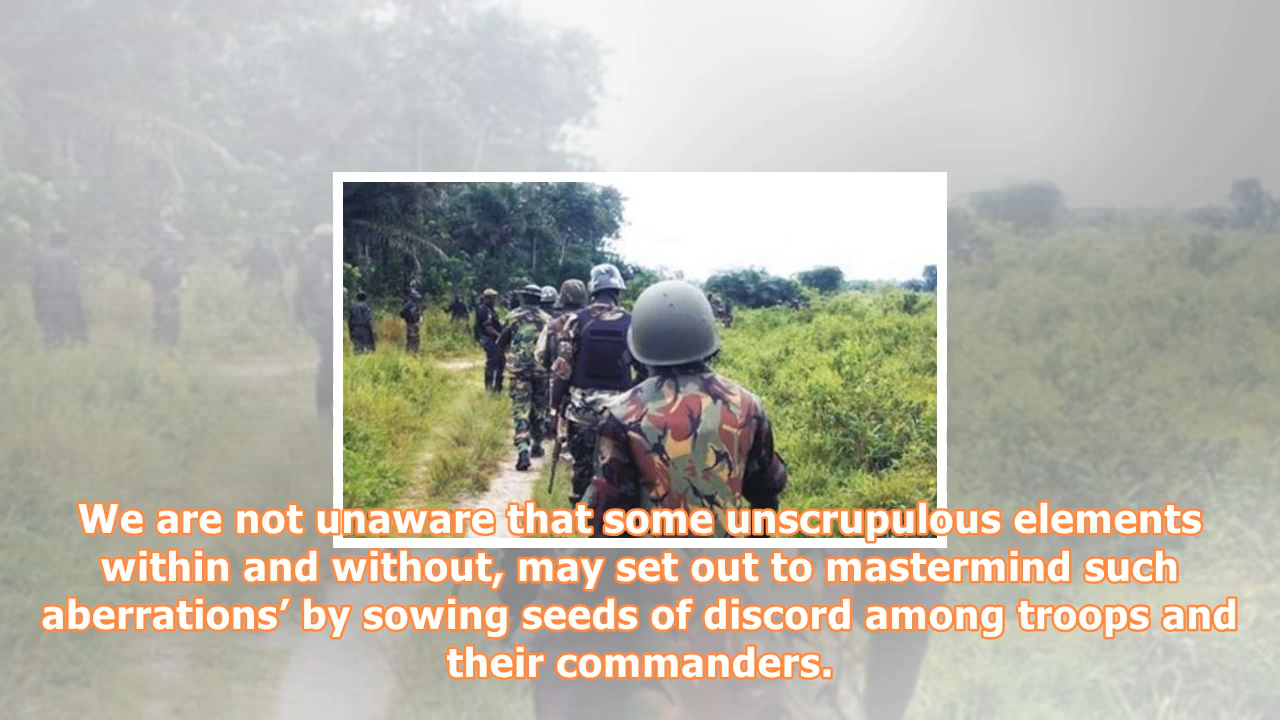 We are not unaware that some unscrupulous elements
within and without, may set out to mastermind such
aberrations’ by sowing seeds of discord among troops and
their commanders.